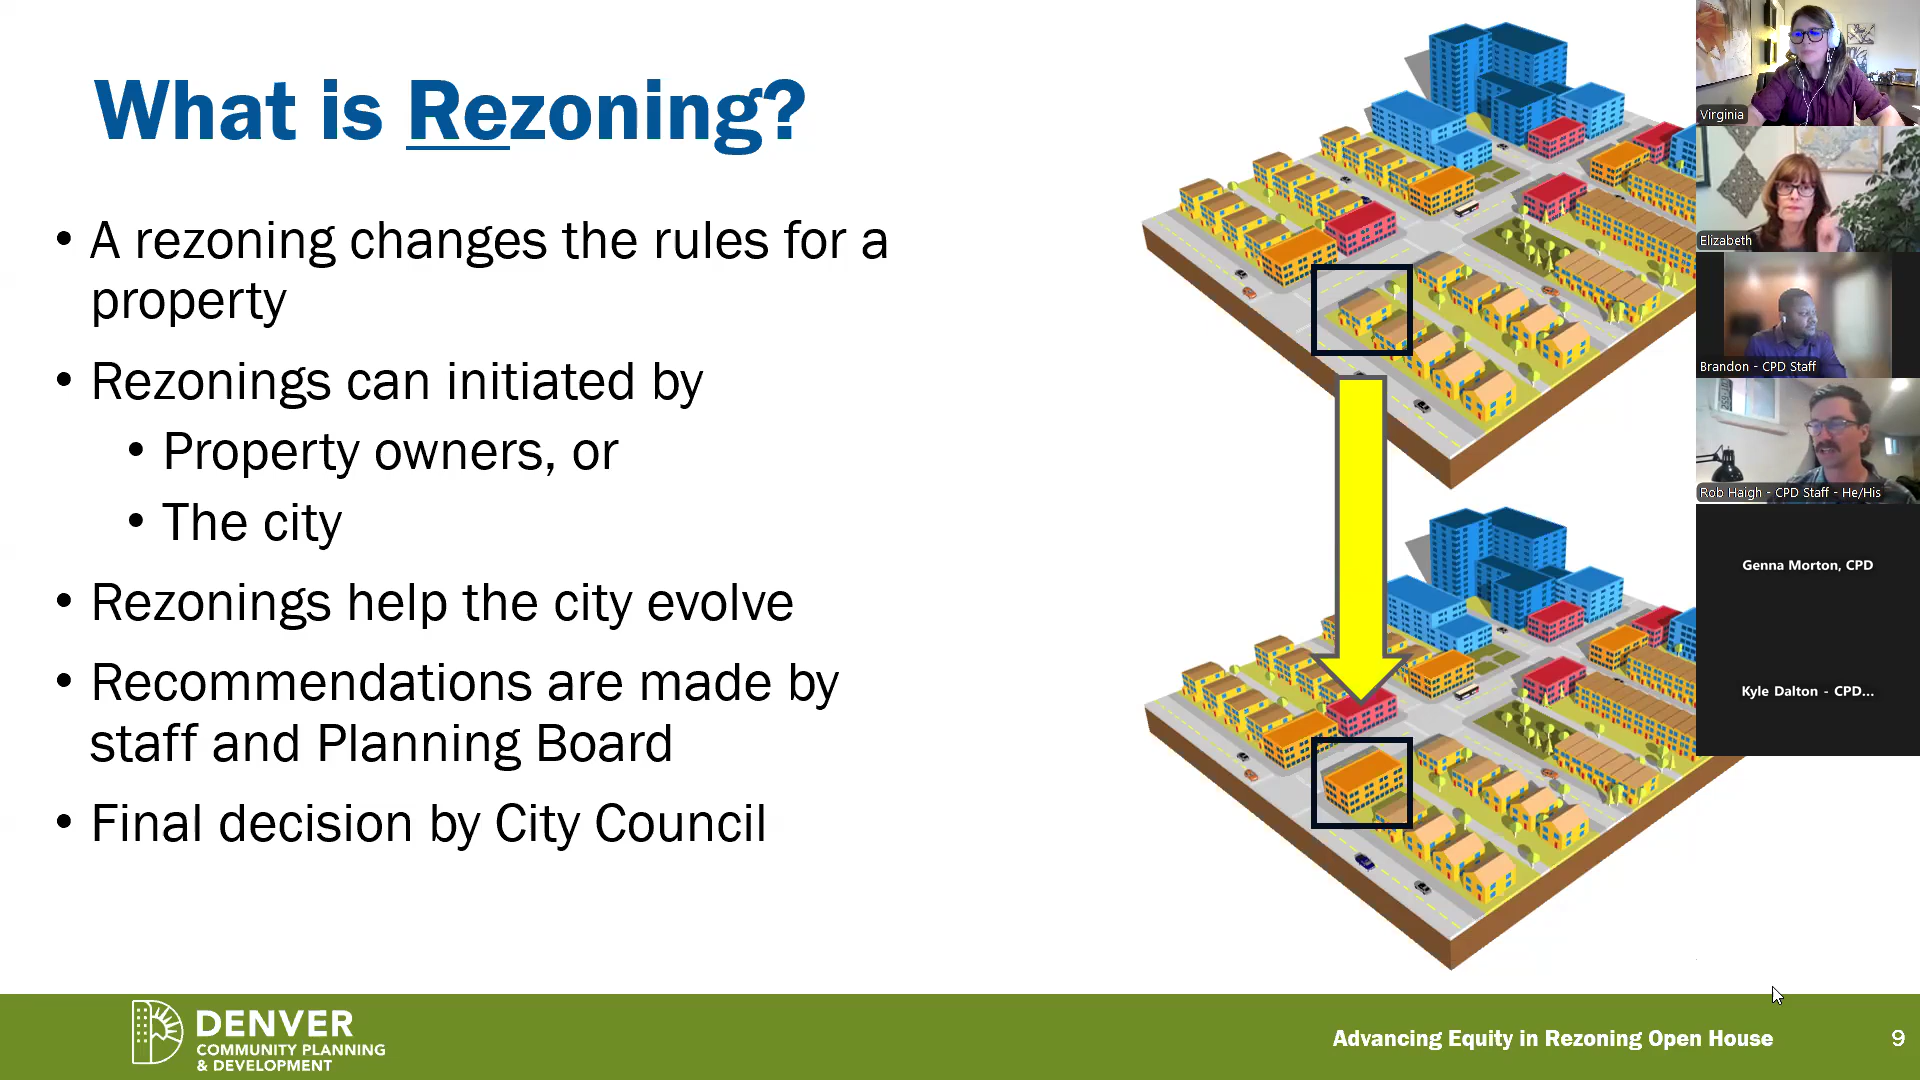 What is Rezoning?
• A rezoning changes the rules for a
property
• Rezonings can initiated by
• Property owners, or
• The city
• Rezonings help the city evolve
• Recommendations are made by
staff and Planning Board
• Final decision by City Council
Virginia
Elizabeth
Brandon - CPD Staff
Rob Haigh - CPD Staff - He/His
Genna Morton, CPD
Kyle Dalton - CPD...
DENVER
COMMUNITY PLANNING
& DEVELOPMENT
Advancing Equity in Rezoning Open House
9